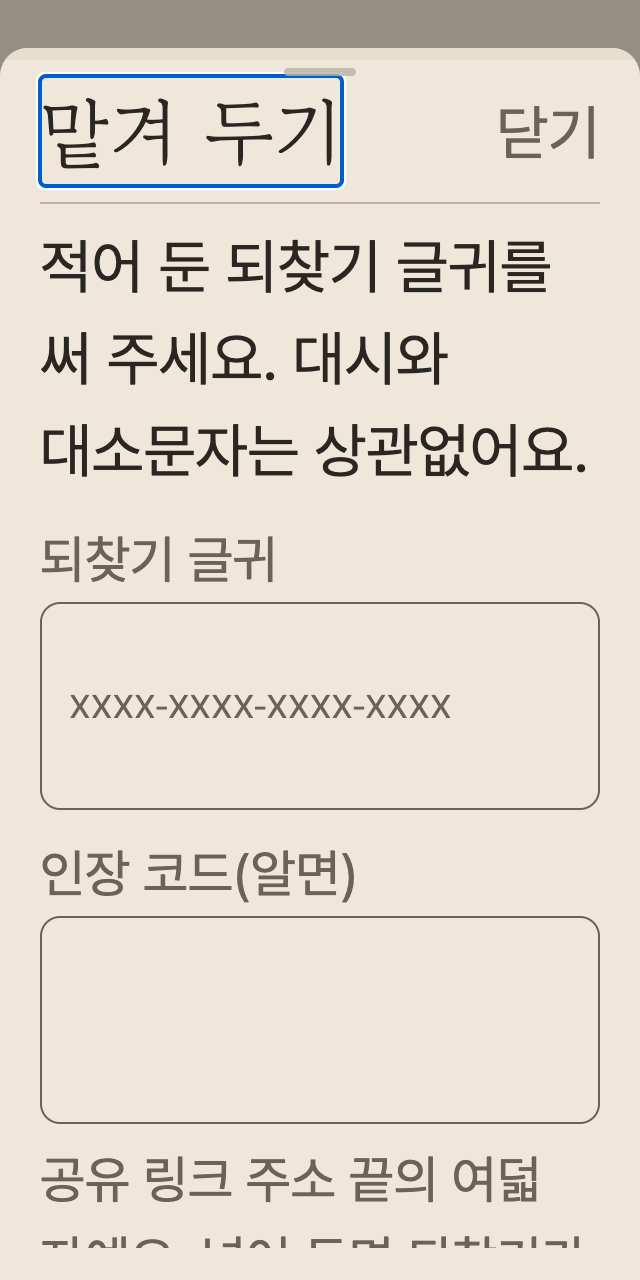 맡겨 두기
닫기
적어 둔 되찾기 글귀를
써 주세요. 대시와
대소문자는 상관없어요.
되찾기 글귀
xxxx-xxxx-xxxx-xxxx
인장 코드(알면)
공유 링크 주소 끝의 여덟